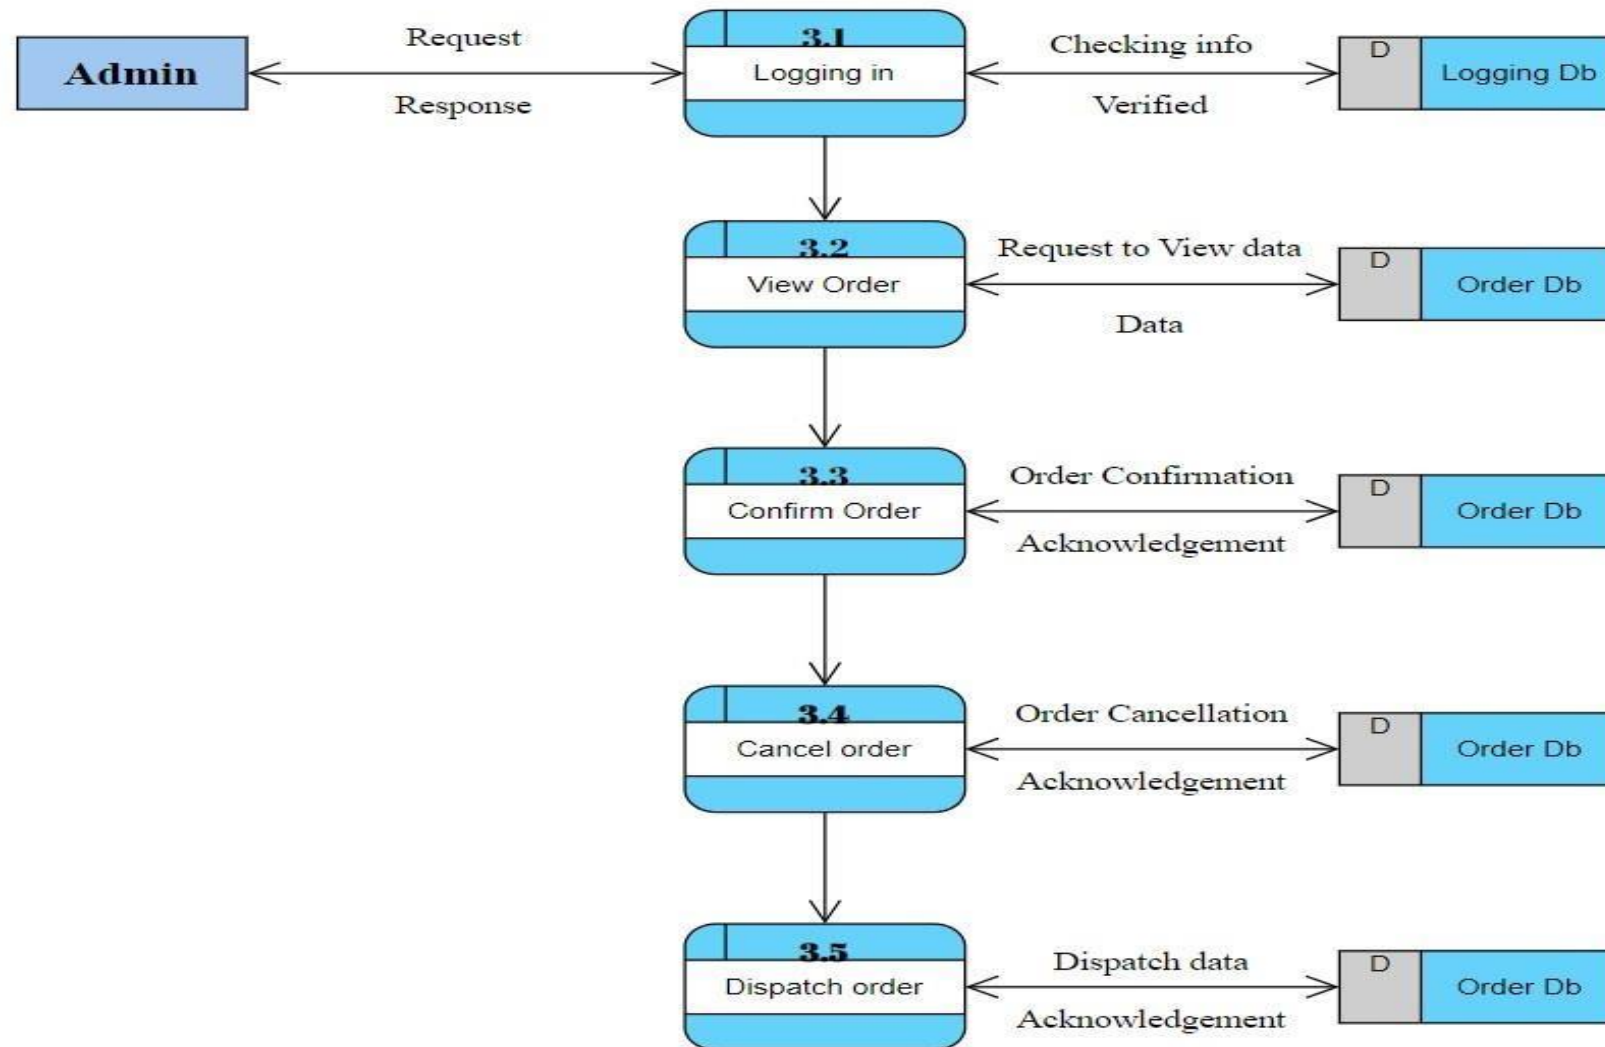 Admin
Request
Response
3.1
Logging in
Checking info
Verified
D
Logging Db
3.2
View Order
Request to View data
Data
D
Order Db
3.3
Confirm Order
Order Confirmation
Acknowledgement
D
Order Db
3.4
Cancel order
Order Cancellation
Acknowledgement
D
Order Db
3.5
Dispatch order
Dispatch data
Acknowledgement
D
Order Db